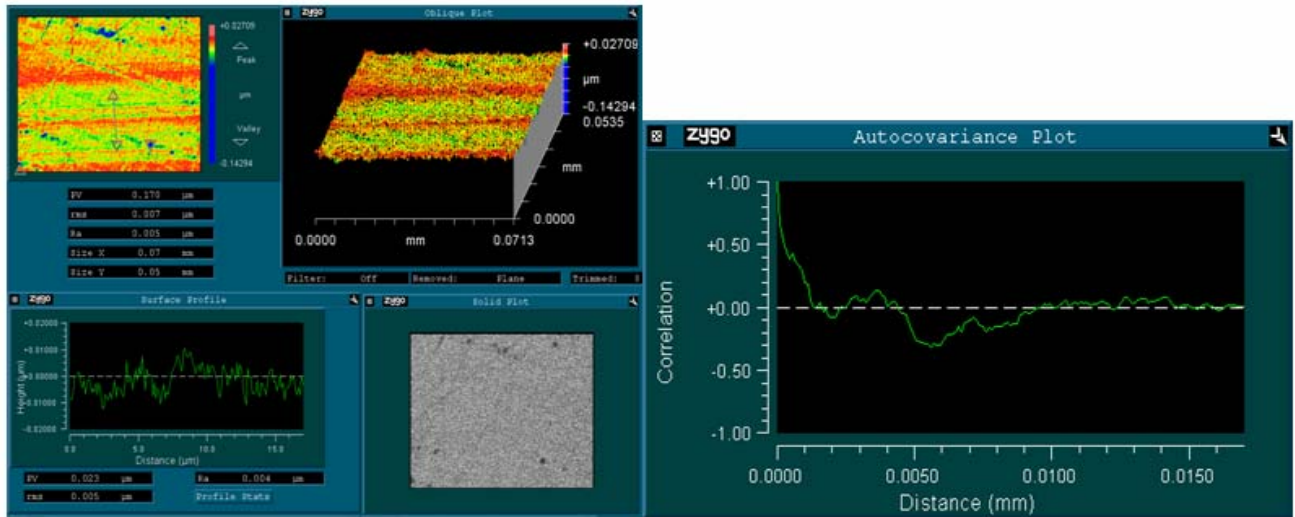 +0.02709
Peak
µm
Valley
-0.14294
PV 0.170 µm
rms 0.007 µm
Ra 0.005 µm
Size X 0.07 mm
Size Y 0.05 mm
zygo Oblique Plot
+0.02709
µm
-0.14294
0.0535
mm
0.0000
0.0000 mm 0.0713
Filter: Off Removed: Plane Trimmed: 0
zygo Surface Profile
+0.02000
+0.01000
+0.00000
-0.01000
-0.02000
Height (µm)
0.0 5.0 10.0 15.0
Distance (µm)
PV 0.023 µm Ra 0.004 µm
rms 0.005 µm Profile Stats
zygo Solid Plot
zygo Autocovariance Plot
+1.00
+0.50
+0.00
-0.50
-1.00
Correlation
0.0000 0.0050 0.0100 0.0150
Distance (mm)